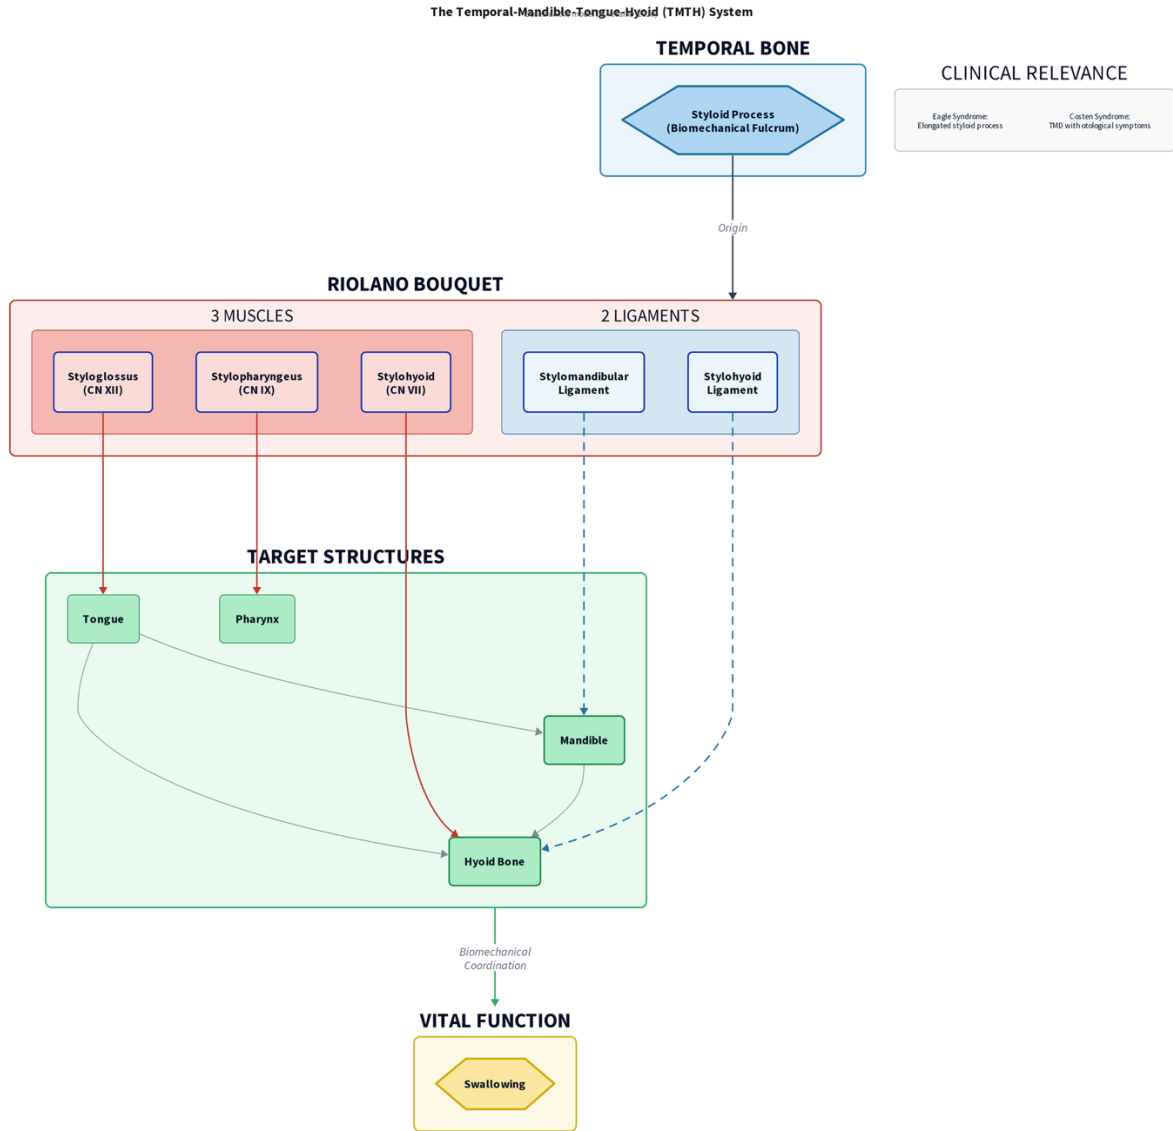 The Temporal-Mandible-Tongue-Hyoid (TMTH) System
TEMPORAL BONE
Styloid Process
(Biomechanical Fulcrum)
CLINICAL RELEVANCE
Eagle Syndrome:
Elongated styloid process
Costen Syndrome:
TMD with otological symptoms
Origin
RIOLANO BOUQUET
3 MUSCLES
2 LIGAMENTS
Styloglossus
(CN XII)
Stylopharyngeus
(CN IX)
Stylohyoid
(CN VII)
Stylomandibular
Ligament
Stylohyoid
Ligament
TARGET STRUCTURES
Tongue
Pharynx
Mandible
Hyoid Bone
Biomechanical
Coordination
VITAL FUNCTION
Swallowing